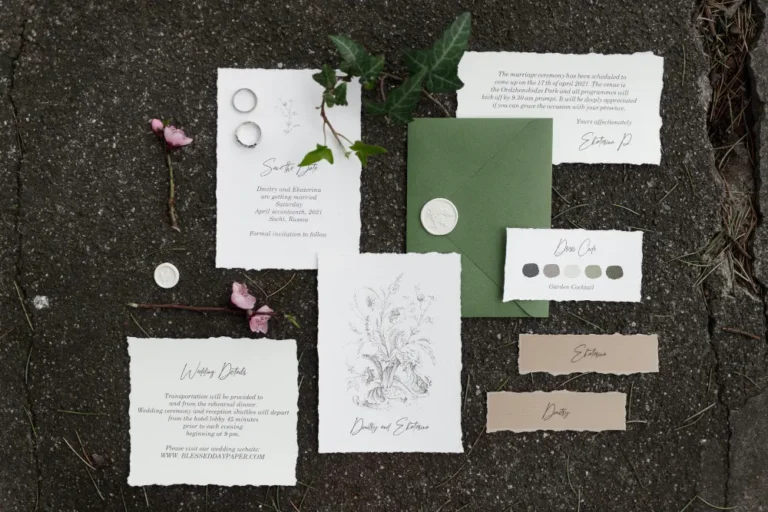 Save the Date
Dmitry and Ekaterina
are getting married
Saturday
April seventeenth, 2021
Sochi, Russia
Formal invitation to follow
The marriage ceremony has been scheduled to
come up on the 17th of april 2021. The venue is
the Ordzhonikidze Park and all programmes will
kick off by 9.30am prompt. It will be deeply appreciated
if you can grace the occasion with your presence.
Yours affectionately
Ekaterina P.
Dress Code
Garden Cocktail
Ekaterina
Dmitry
Dmitry and Ekaterina
Wedding Details
Transportation will be provided to
and from the rehearsal dinner
Wedding ceremony and reception shuttles will depart
from the hotel lobby 45 minutes
prior to each evening
beginning at 9 pm.
Please visit our wedding website:
WWW. BLESSEDDAYPAPER.COM